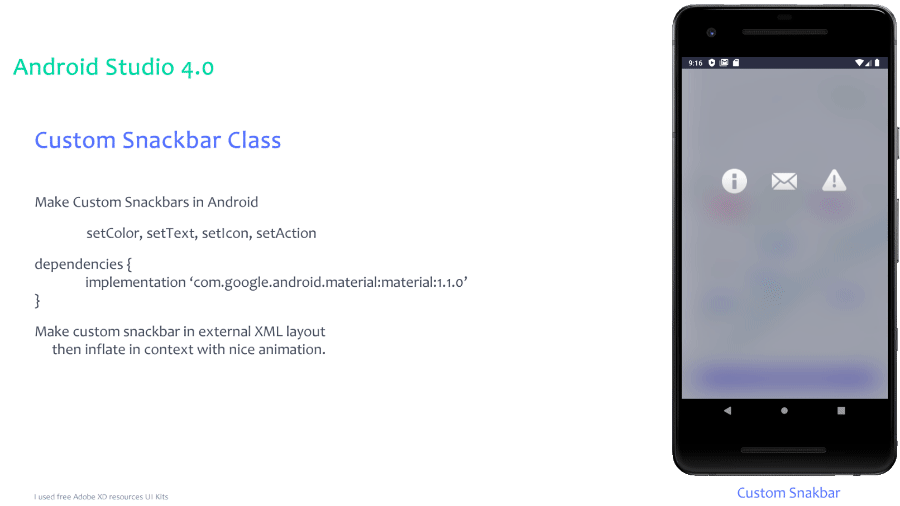 Android Studio 4.0
Custom Snackbar Class
Make Custom Snackbars in Android
setColor, setText, setIcon, setAction
dependencies {
implementation ‘com.google.android.material:material:1.1.0’
}
Make custom snackbar in external XML layout
then inflate in context with nice animation.
I used free Adobe XD resources UI Kits
9:16
Custom Snakbar